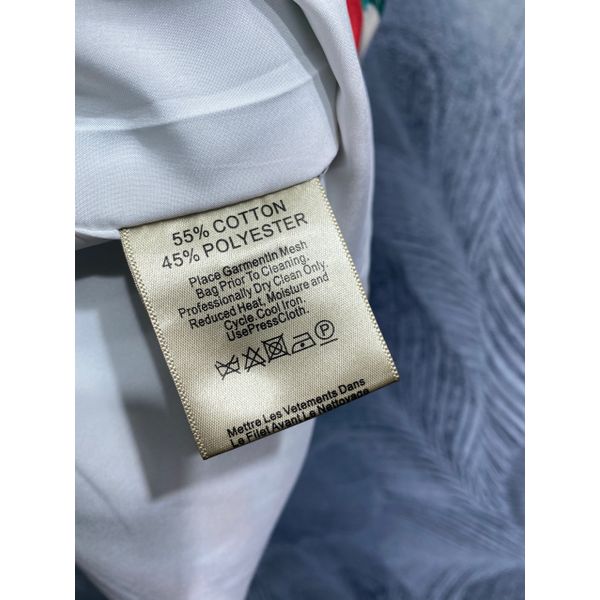 55% COTTON
45% POLYESTER
Place GarmentIn Mesh
Bag Prior To Cleaning.
Professionally Dry Clean Only.
Reduced Heat, Moisture and
Cycle.Cool Iron.
UsePressCloth.
P
Mettre Les Vetements Dans
Le Filet Avant Le Nettoyage